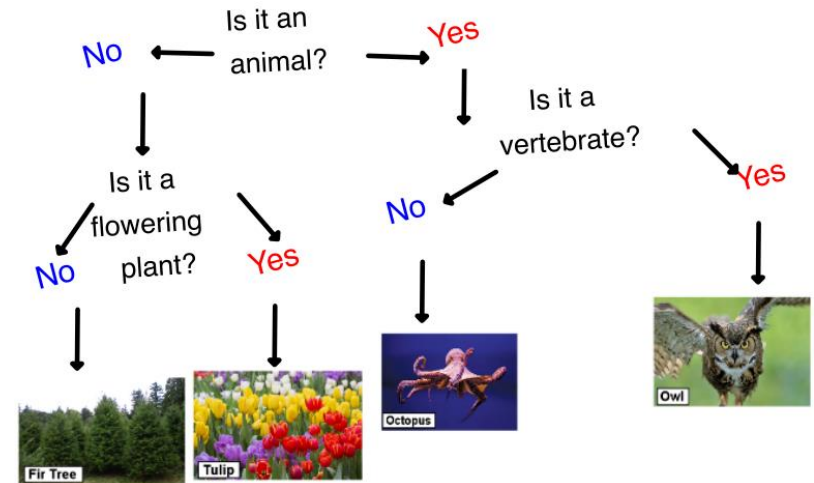 Is it an
animal?
No
Yes
Is it a
vertebrate?
Is it a
flowering
plant?
No
Yes
No
Yes
Fir Tree
Tulip
Octopus
Owl